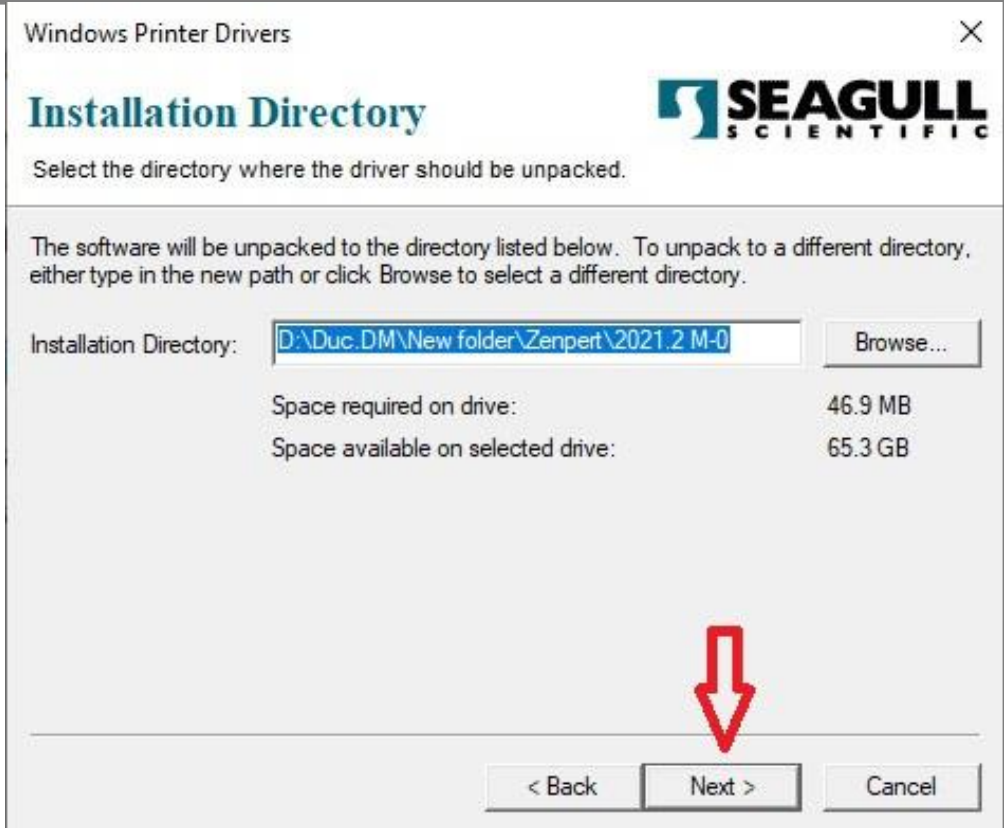 Windows Printer Drivers
Installation Directory
SEAGULL
SCIENTIFIC
Select the directory where the driver should be unpacked.
The software will be unpacked to the directory listed below.  To unpack to a different directory,
either type in the new path or click Browse to select a different directory.
Installation Directory: D:\Duc.DM\New folder\Zenpert\2021.2 M-0 Browse...
Space required on drive: 46.9 MB
Space available on selected drive: 65.3 GB
< Back Next > Cancel